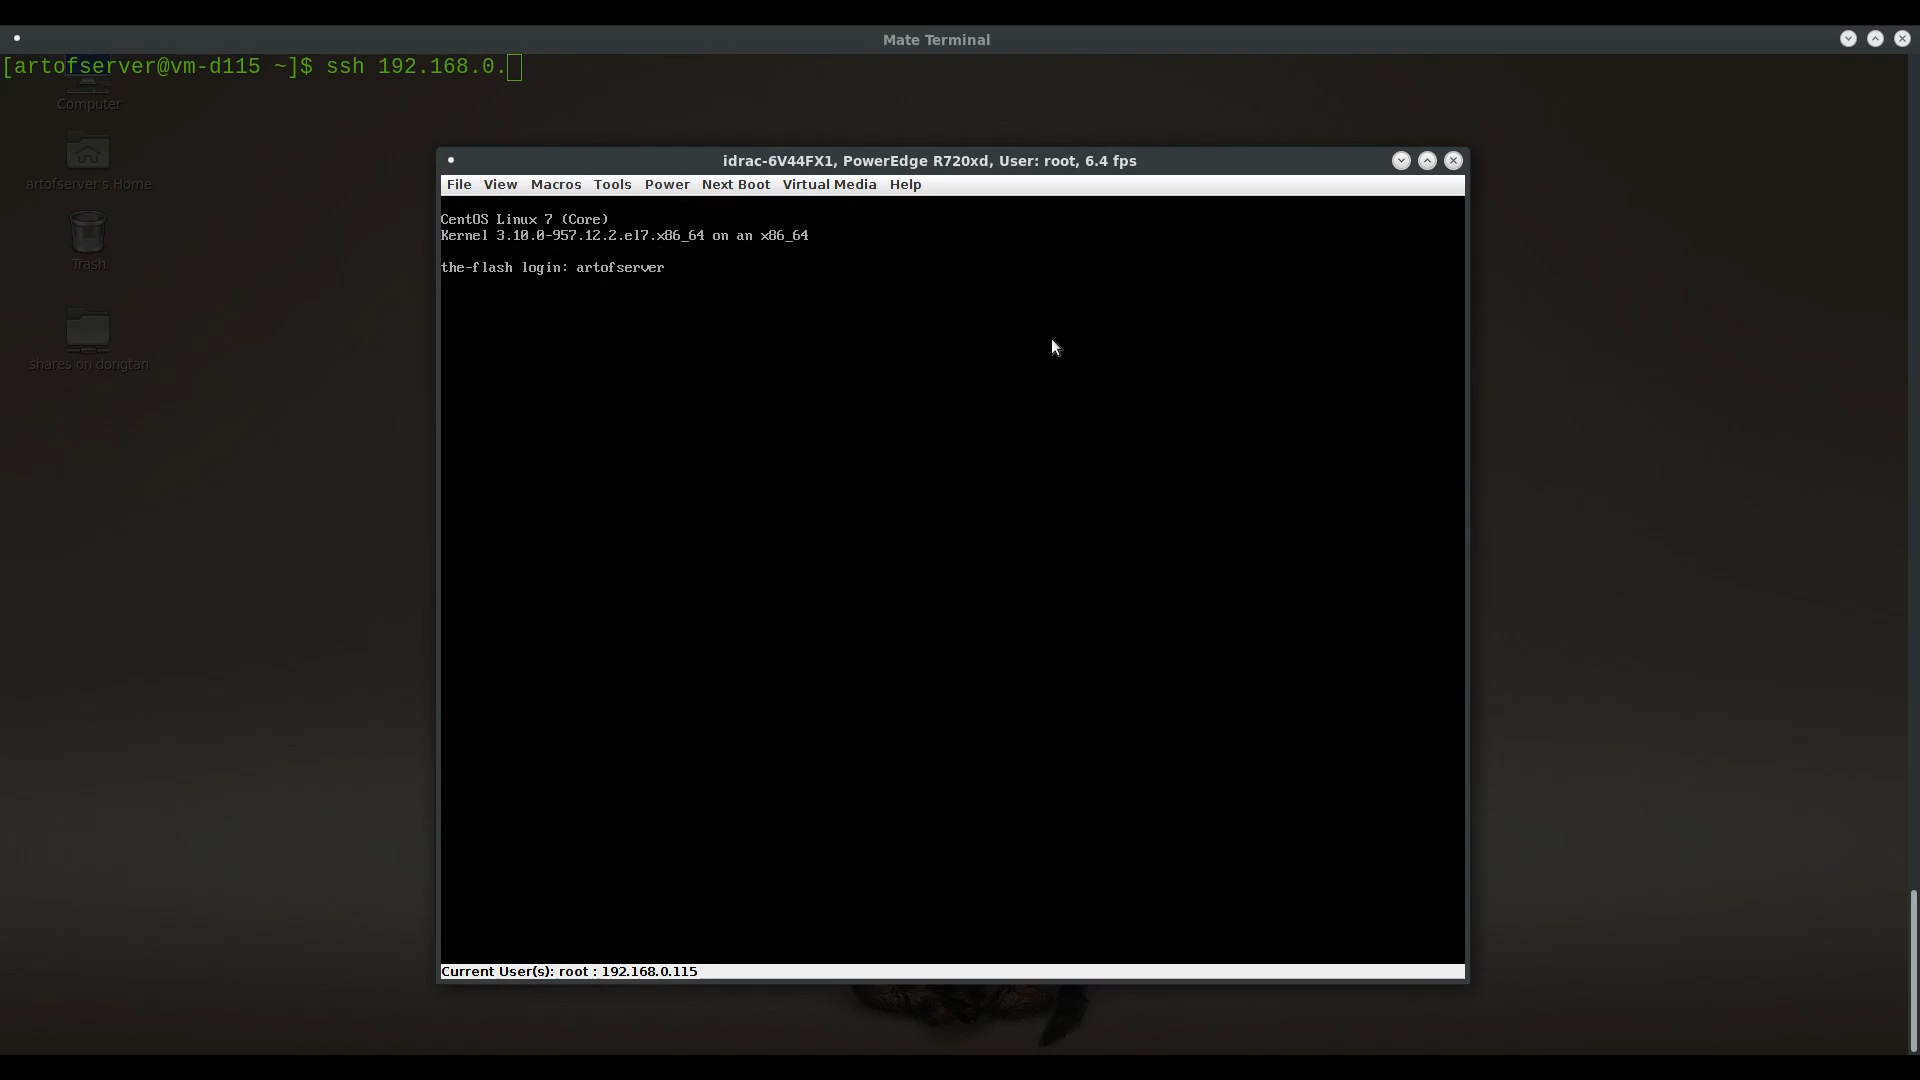 Mate Terminal
[artofserver@vm-d115 ~]$ ssh 192.168.0.
Computer
artofserver's Home
Trash
shares on dongtan
idrac-6V44FX1, PowerEdge R720xd, User: root, 6.4 fps
File View Macros Tools Power Next Boot Virtual Media Help
CentOS Linux 7 (Core)
Kernel 3.10.0-957.12.2.el7.x86_64 on an x86_64
the-flash login: artofserver
Current User(s): root : 192.168.0.115